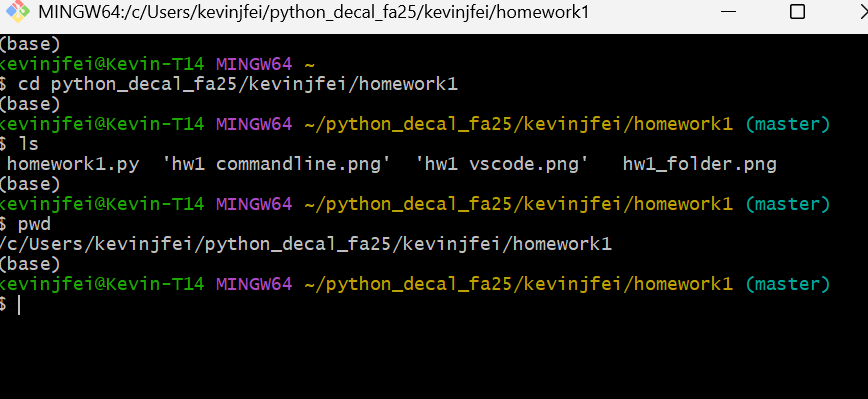 MINGW64:/c/Users/kevinjfei/python_decal_fa25/kevinjfei/homework1
(base)
kevinjfei@Kevin-T14 MINGW64 ~
$ cd python_decal_fa25/kevinjfei/homework1
(base)
kevinjfei@Kevin-T14 MINGW64 ~/python_decal_fa25/kevinjfei/homework1 (master)
$ ls
homework1.py  'hw1 commandline.png'  'hw1 vscode.png'   hw1_folder.png
(base)
kevinjfei@Kevin-T14 MINGW64 ~/python_decal_fa25/kevinjfei/homework1 (master)
$ pwd
/c/Users/kevinjfei/python_decal_fa25/kevinjfei/homework1
(base)
kevinjfei@Kevin-T14 MINGW64 ~/python_decal_fa25/kevinjfei/homework1 (master)
$